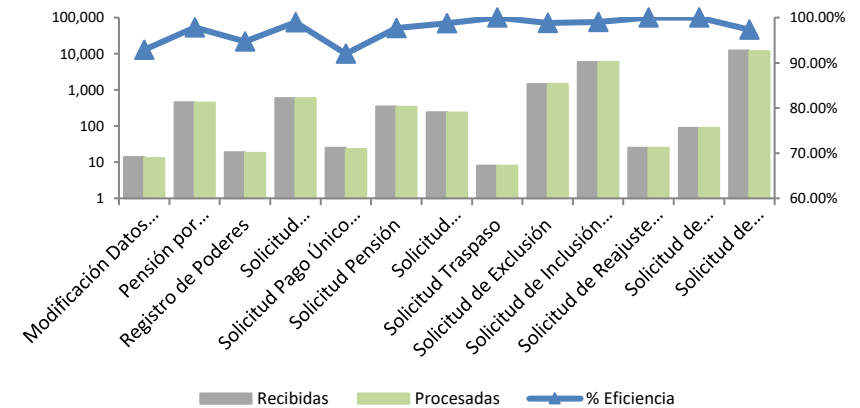 100,000
10,000
1,000
100
10
1
100.00%
90.00%
80.00%
70.00%
60.00%
Modificación Datos...
Pensión por...
Registro de Poderes
Solicitud...
Solicitud Pago Único...
Solicitud Pensión
Solicitud...
Solicitud Traspaso
Solicitud de Exclusión
Solicitud de Inclusión...
Solicitud de Reajuste...
Solicitud de...
Solicitud de...
Recibidas
Procesadas
% Eficiencia